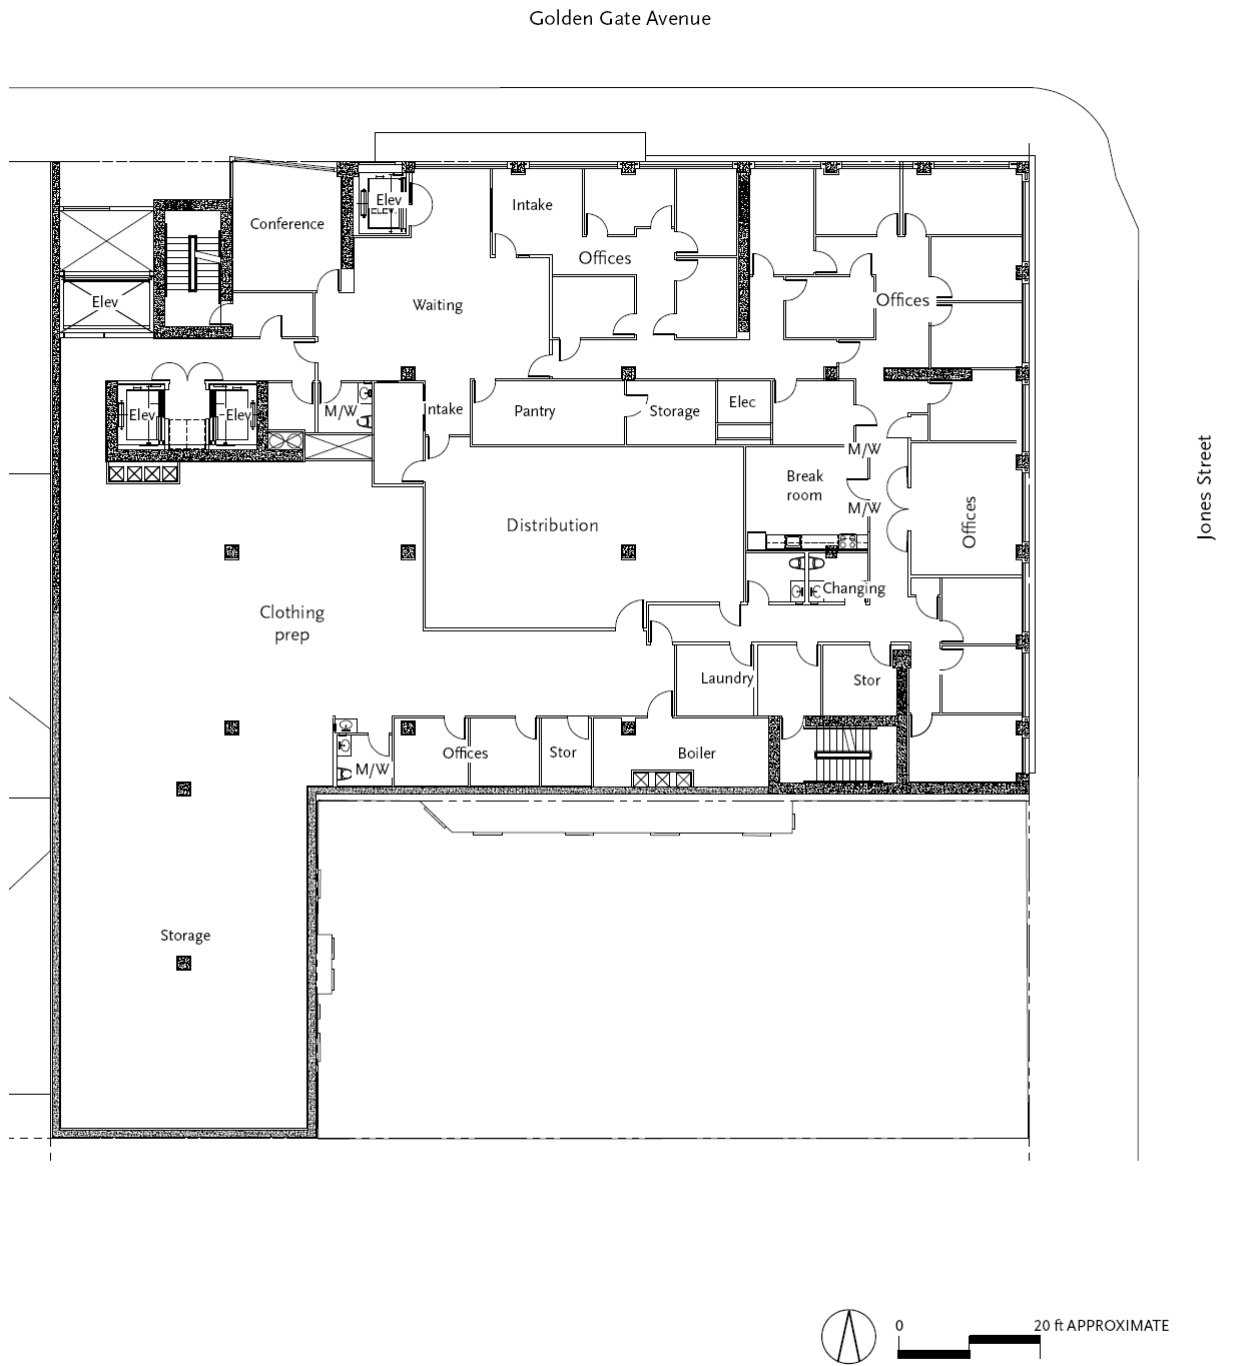 Golden Gate Avenue
Elev
ELEV.
Intake
Conference
Offices
Elev
Waiting
Offices
Elev
Elev
M/W
Intake
Pantry
Storage
Elec
M/W
Break
room
M/W
Offices
Jones Street
Distribution
Changing
Clothing
prep
Laundry
Stor
Offices
Stor
Boiler
M/W
Storage
0
20 ft APPROXIMATE